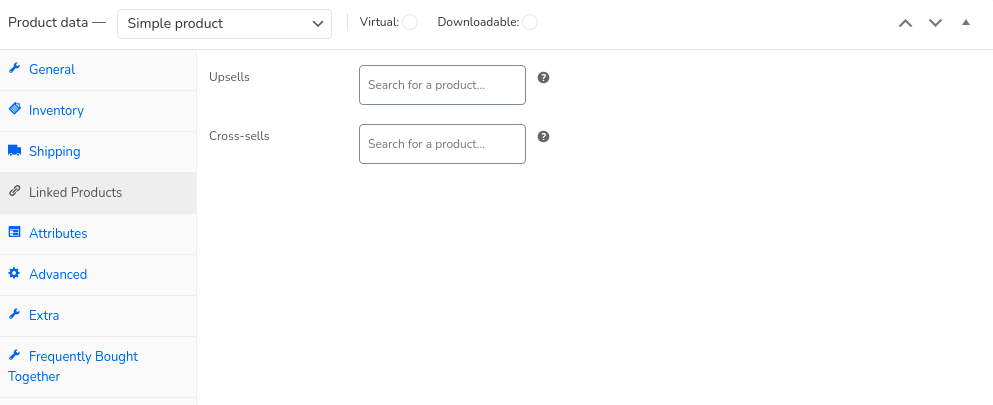 Product data — Simple product Virtual: Downloadable:
General
Upsells Search for a product... ?
Inventory
Cross-sells Search for a product... ?
Shipping
Linked Products
Attributes
Advanced
Extra
Frequently Bought
Together